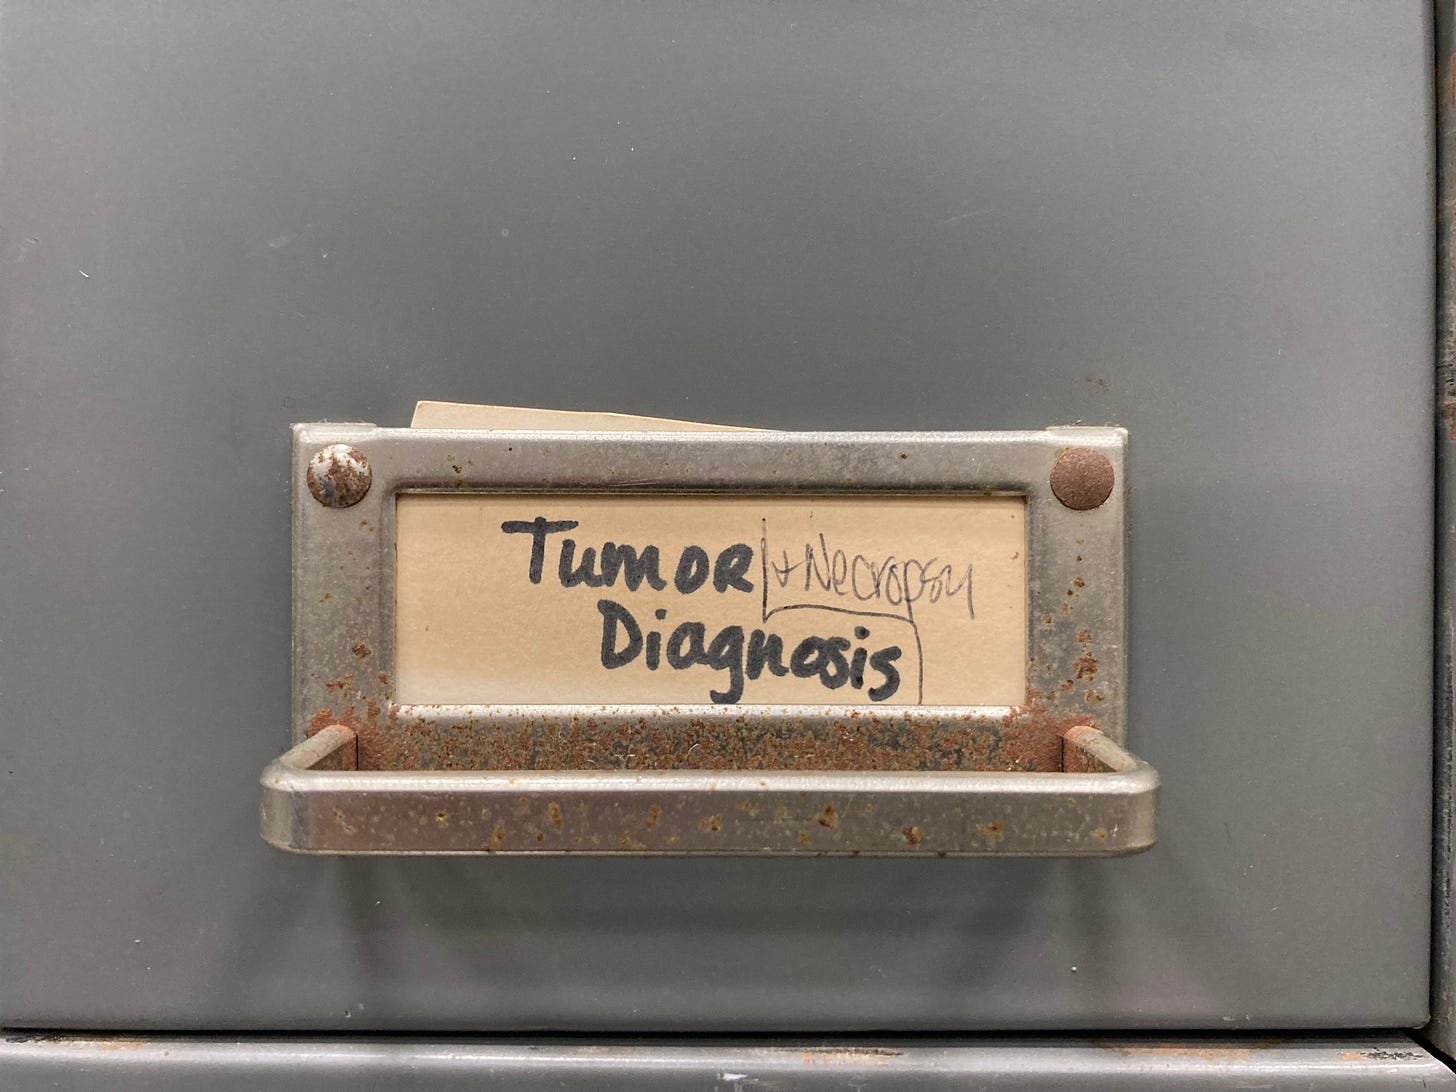 Tumor + Necropsy
Diagnosis